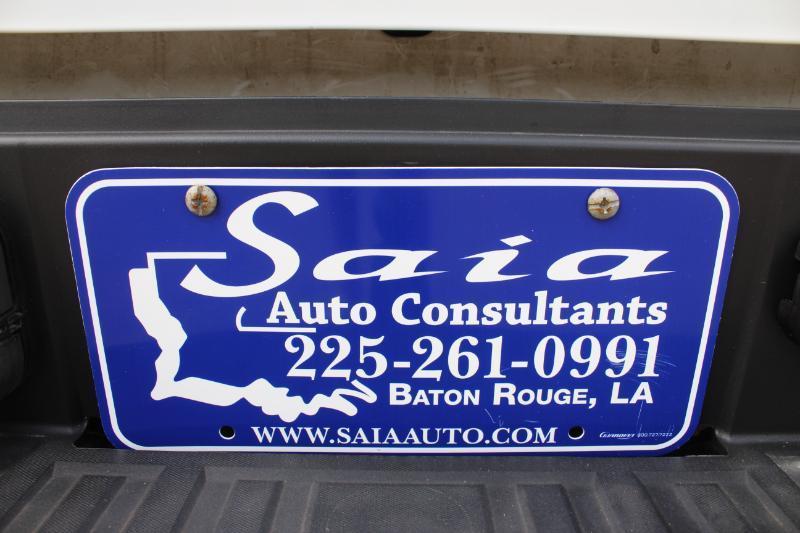 Saia
Auto Consultants
225-261-0991
BATON ROUGE, LA
WWW.SAIAAUTO.COM